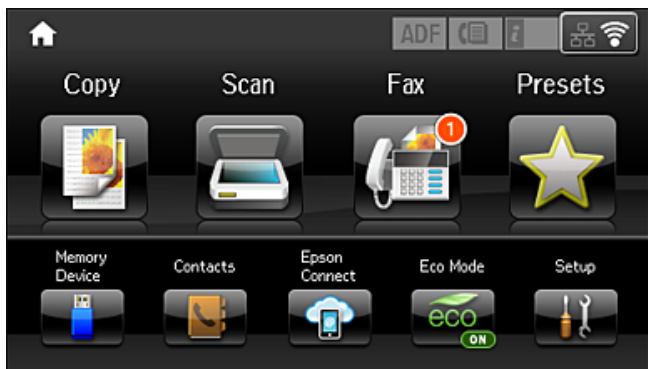 ADF i
Copy Scan Fax Presets
1
Memory
Device
Contacts
Epson
Connect
Eco Mode
Setup
eco
ON